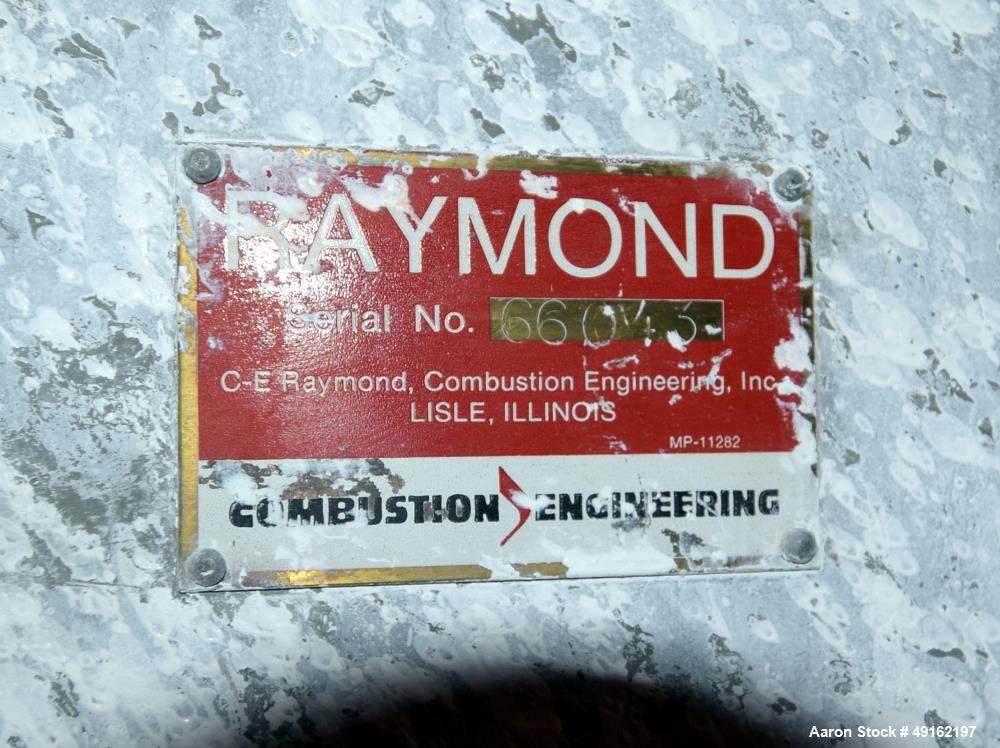 RAYMOND
Serial No. 66043
C-E Raymond, Combustion Engineering, Inc.
LISLE, ILLINOIS
MP-11282
COMBUSTION ENGINEERING
Aaron Stock # 49162197